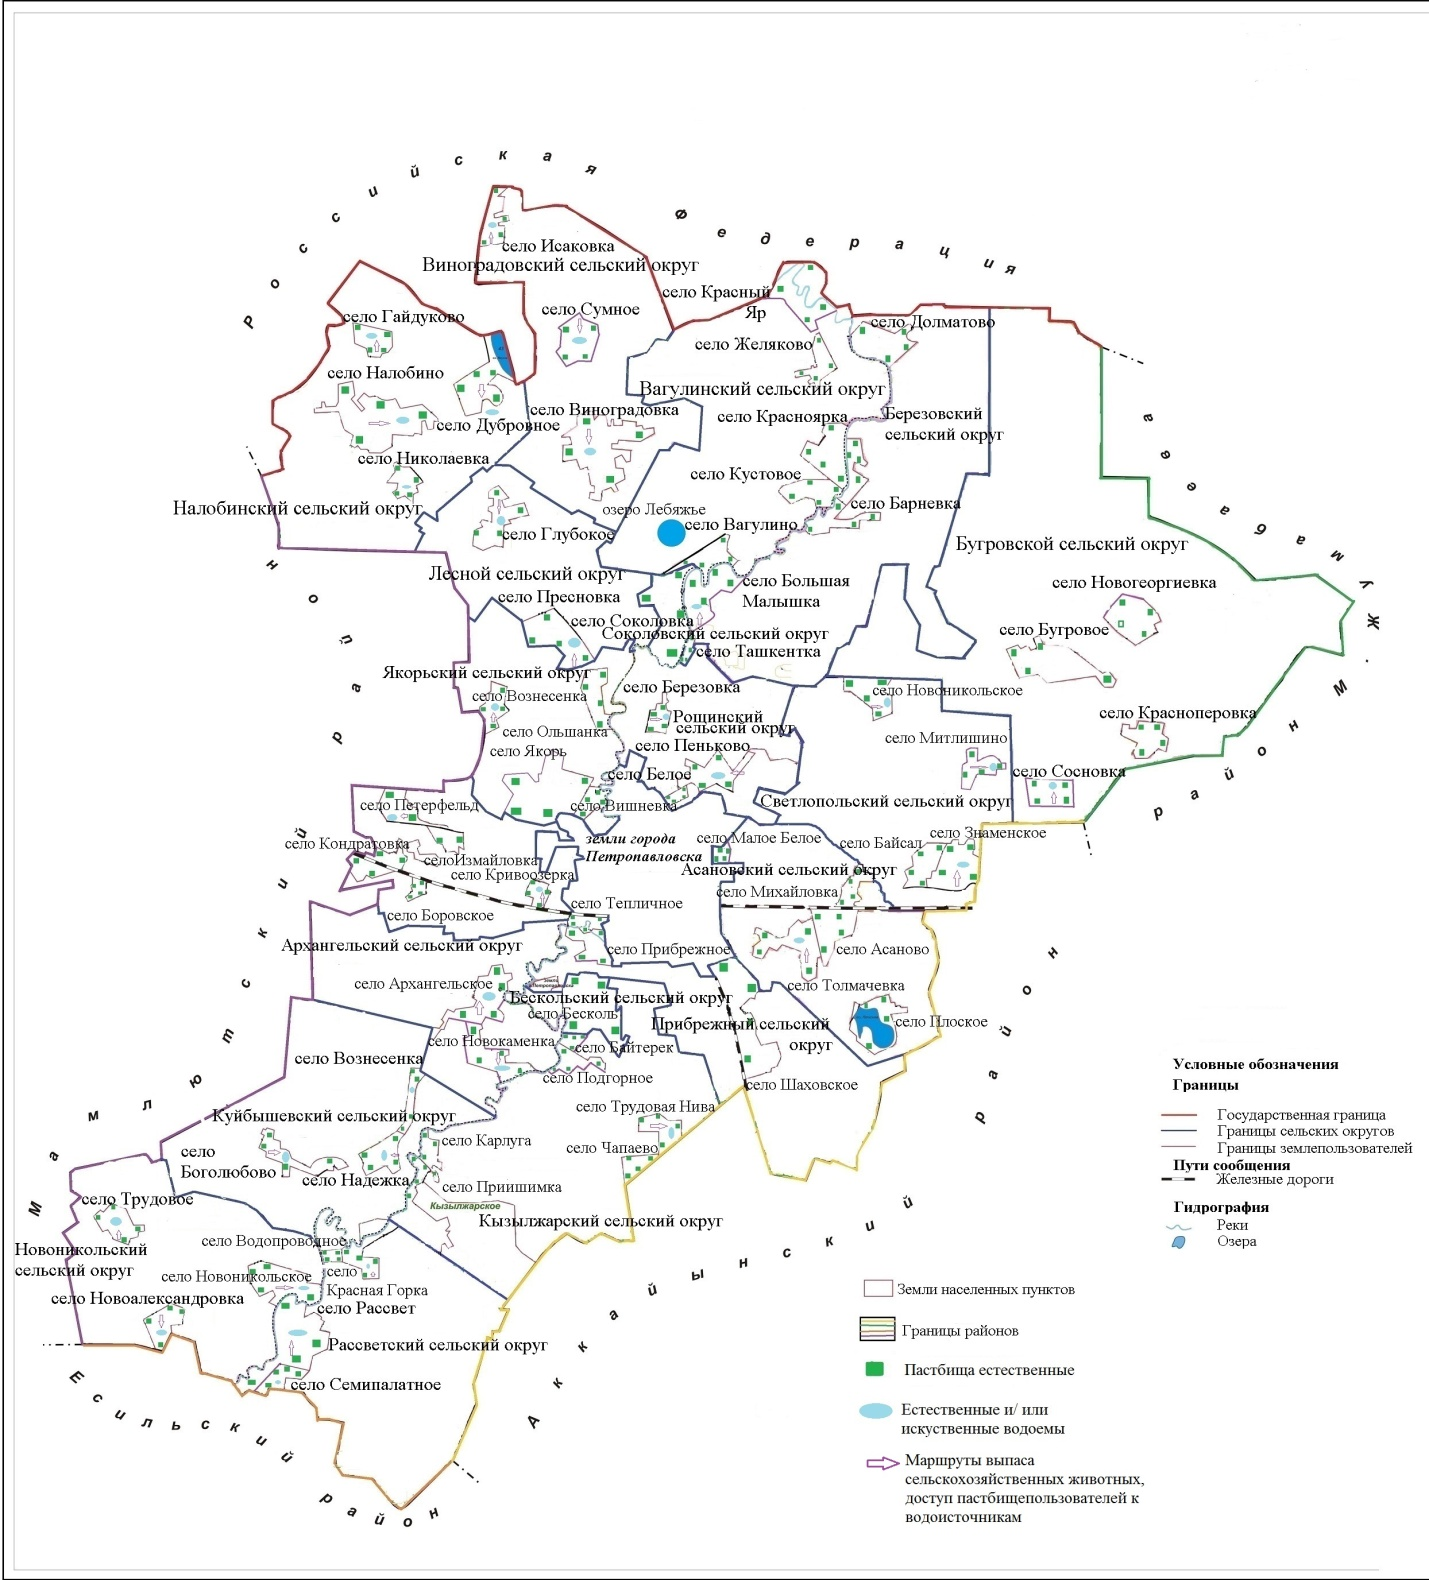 Российская Федерация
село Исаковка
Виноградовский сельский округ
село Красный
Яр
село Гайдуково
село Сумное
село Долматово
село Желяково
село Налобино
Вагулинский сельский округ
село Виноградовка
село Красноярка
Березовский
сельский округ
село Дубровное
село Николаевка
село Кустовое
Налобинский сельский округ
озеро Лебяжье
село Барневка
село Глубокое
село Вагулино
Бугровской сельский округ
Лесной сельский округ
село Большая
Малышка
село Новогеоргиевка
село Пресновка
село Соколовка
Соколовский сельский округ
село Бугровое
село Ташкентка
Якорьский сельский округ
село Березовка
село Вознесенка
село Новоникольское
Рощинский
сельский округ
село Красноперовка
село Ольшанка
село Якорь
село Пеньково
село Митлишино
село Белое
село Сосновка
село Петерфельд
село Вишневка
Светлопольский сельский округ
земли города
Петропавловска
село Малое Белое
село Байсал
село Знаменское
село Кондратовка
селоИзмайловка
село Кривоозерка
Асановский сельский округ
село Михайловка
село Боровское
село Тепличное
Архангельский сельский округ
село Прибрежное
село Асаново
село Архангельское
село Толмачевка
Бескольский сельский округ
село Бесколь
Прибрежный сельский
округ
село Плоское
село Новокаменка
село Байтерек
село Вознесенка
село Подгорное
село Шаховское
Куйбышевский сельский округ
село Трудовая Нива
село Карлуга
село
Боголюбово
село Чапаево
село Надежка
село Приишимка
село Трудовое
Кызылжарское
Кызылжарский сельский округ
Новоникольский
сельский округ
село Водопроводное
село Новоникольское
село
Красная Горка
село Новоалександровка
село Рассвет
Рассветский сельский округ
село Семипалатное
Мамлютский район
район М. Жумабаева
Аккайынский район
Есильский район
Условные обозначения
Границы
Государственная граница
Границы сельских округов
Границы землепользователей
Пути сообщения
Железные дороги
Гидрография
Реки
Озера
Земли населенных пунктов
Границы районов
Пастбища естественные
Естественные и/ или
искуственные водоемы
Маршруты выпаса
сельскохозяйственных животных,
доступ пастбищепользователей к
водоисточникам